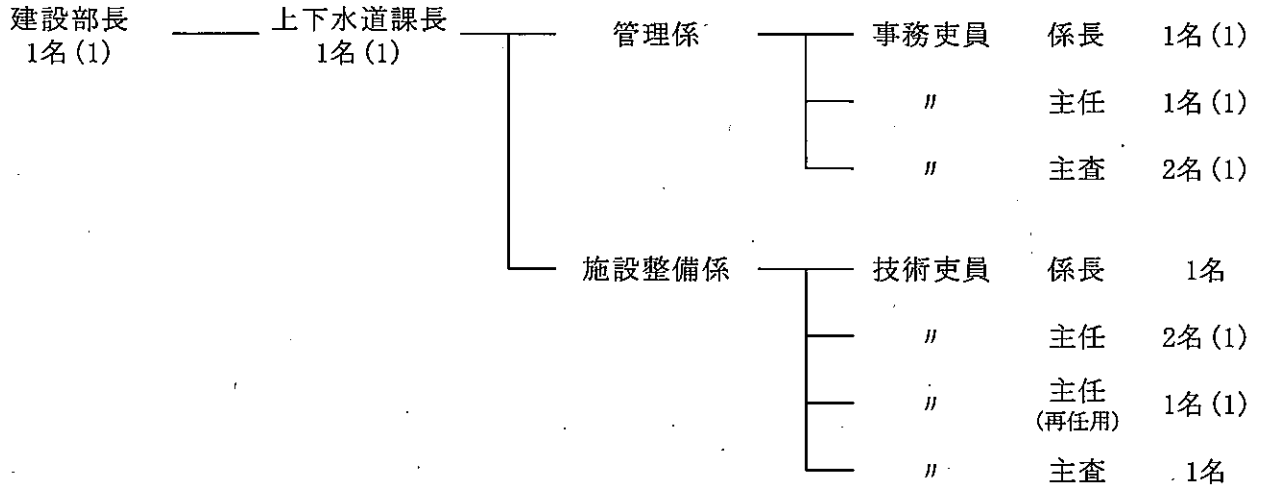 建設部長 上下水道課長 管理係 事務吏員 係長 1名(1)
1名(1) 1名(1)
〃 主任 1名(1)
〃 主査 2名(1)
施設整備係 技術吏員 係長 1名
〃 主任 2名(1)
〃 主任 1名(1)
(再任用)
〃 主査 1名